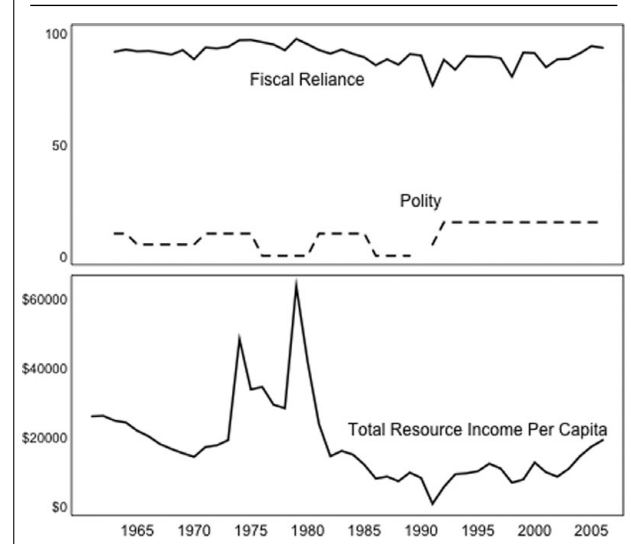 100
Fiscal Reliance
50
Polity
0
$60000
$40000
$20000
Total Resource Income Per Capita
$0
1965 1970 1975 1980 1985 1990 1995 2000 2005